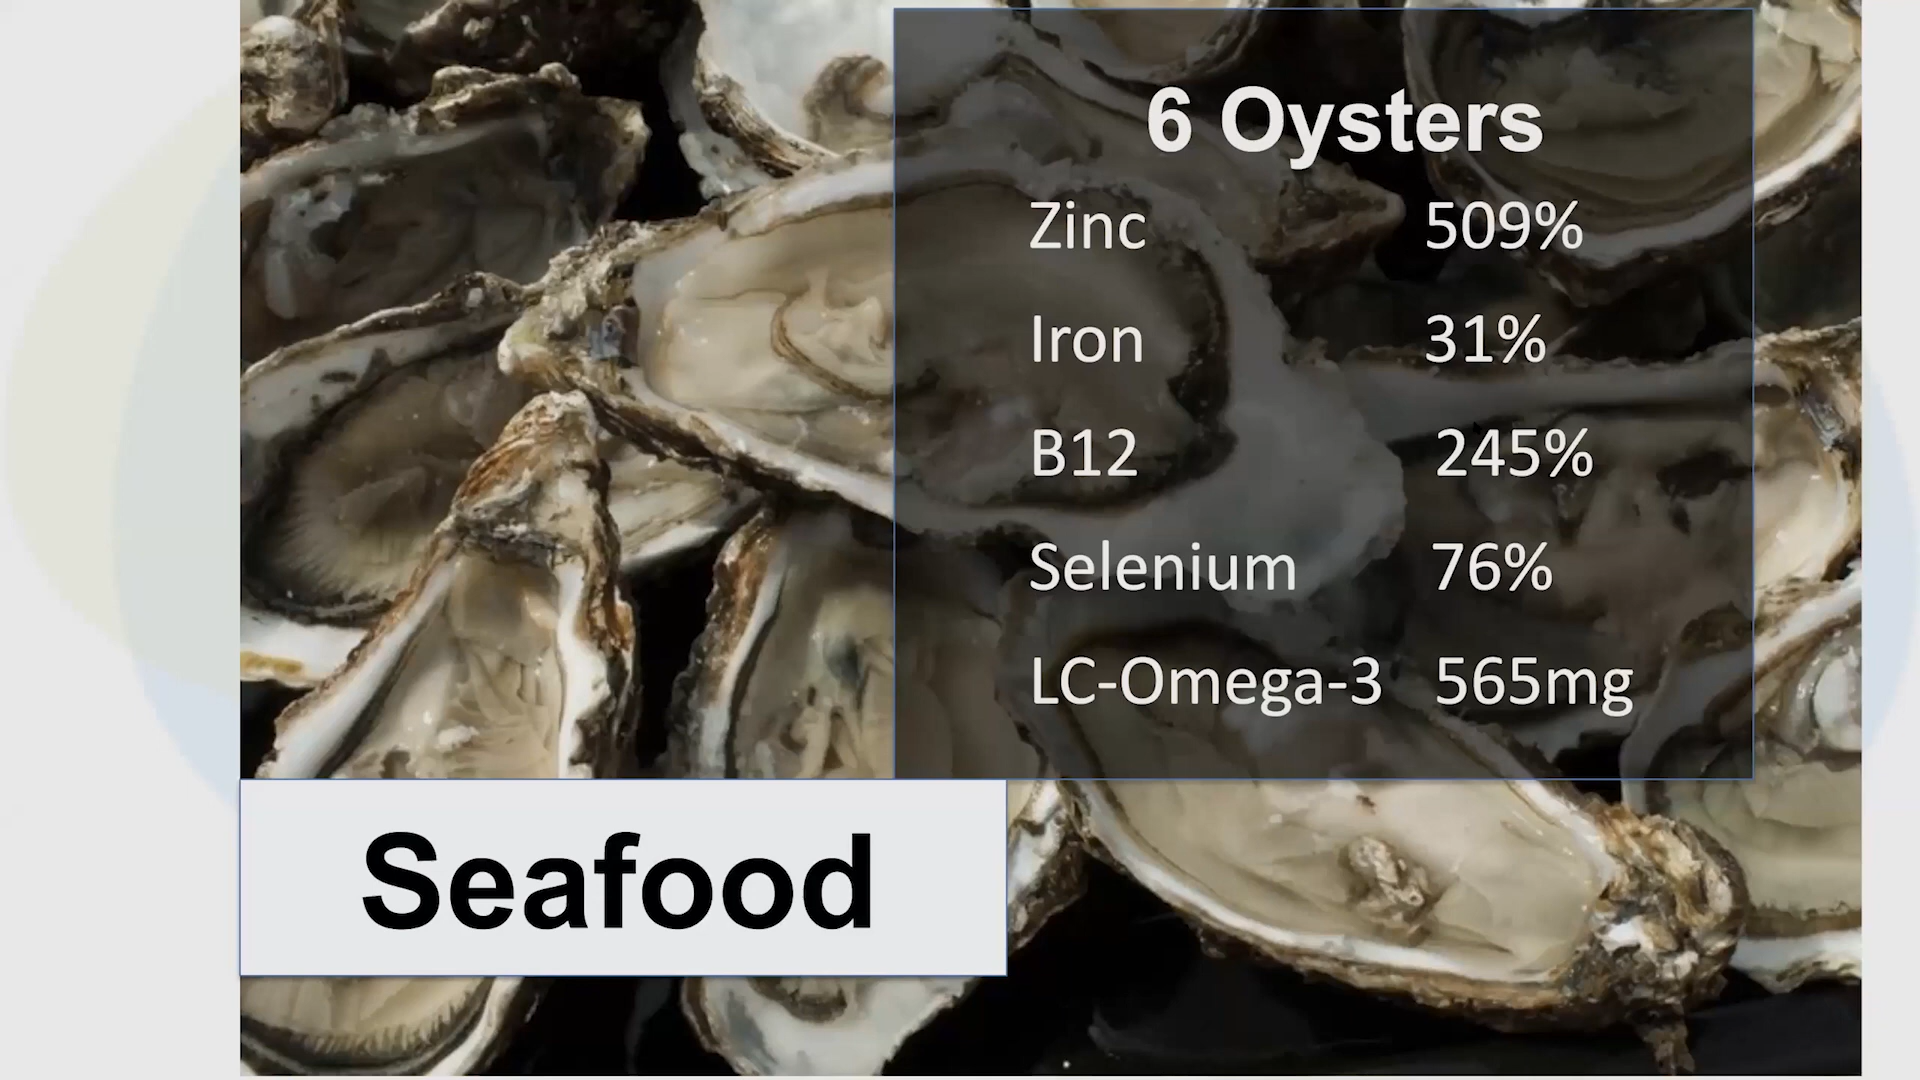 6 Oysters
Zinc 509%
Iron 31%
B12 245%
Selenium 76%
LC-Omega-3 565mg
Seafood